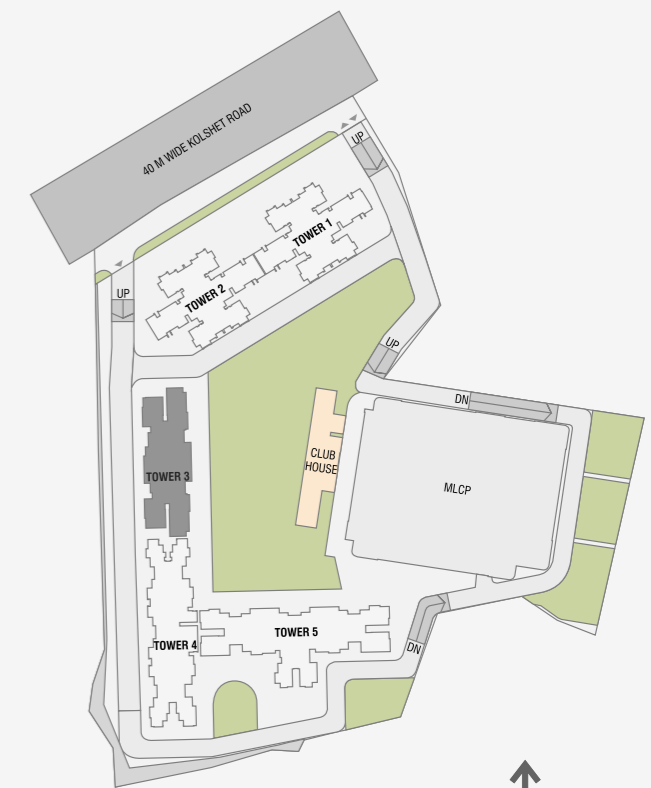 40 M WIDE KOLSHET ROAD
UP
TOWER 1
UP
TOWER 2
UP
DN
CLUB
HOUSE
TOWER 3
MLCP
TOWER 5
TOWER 4
DN